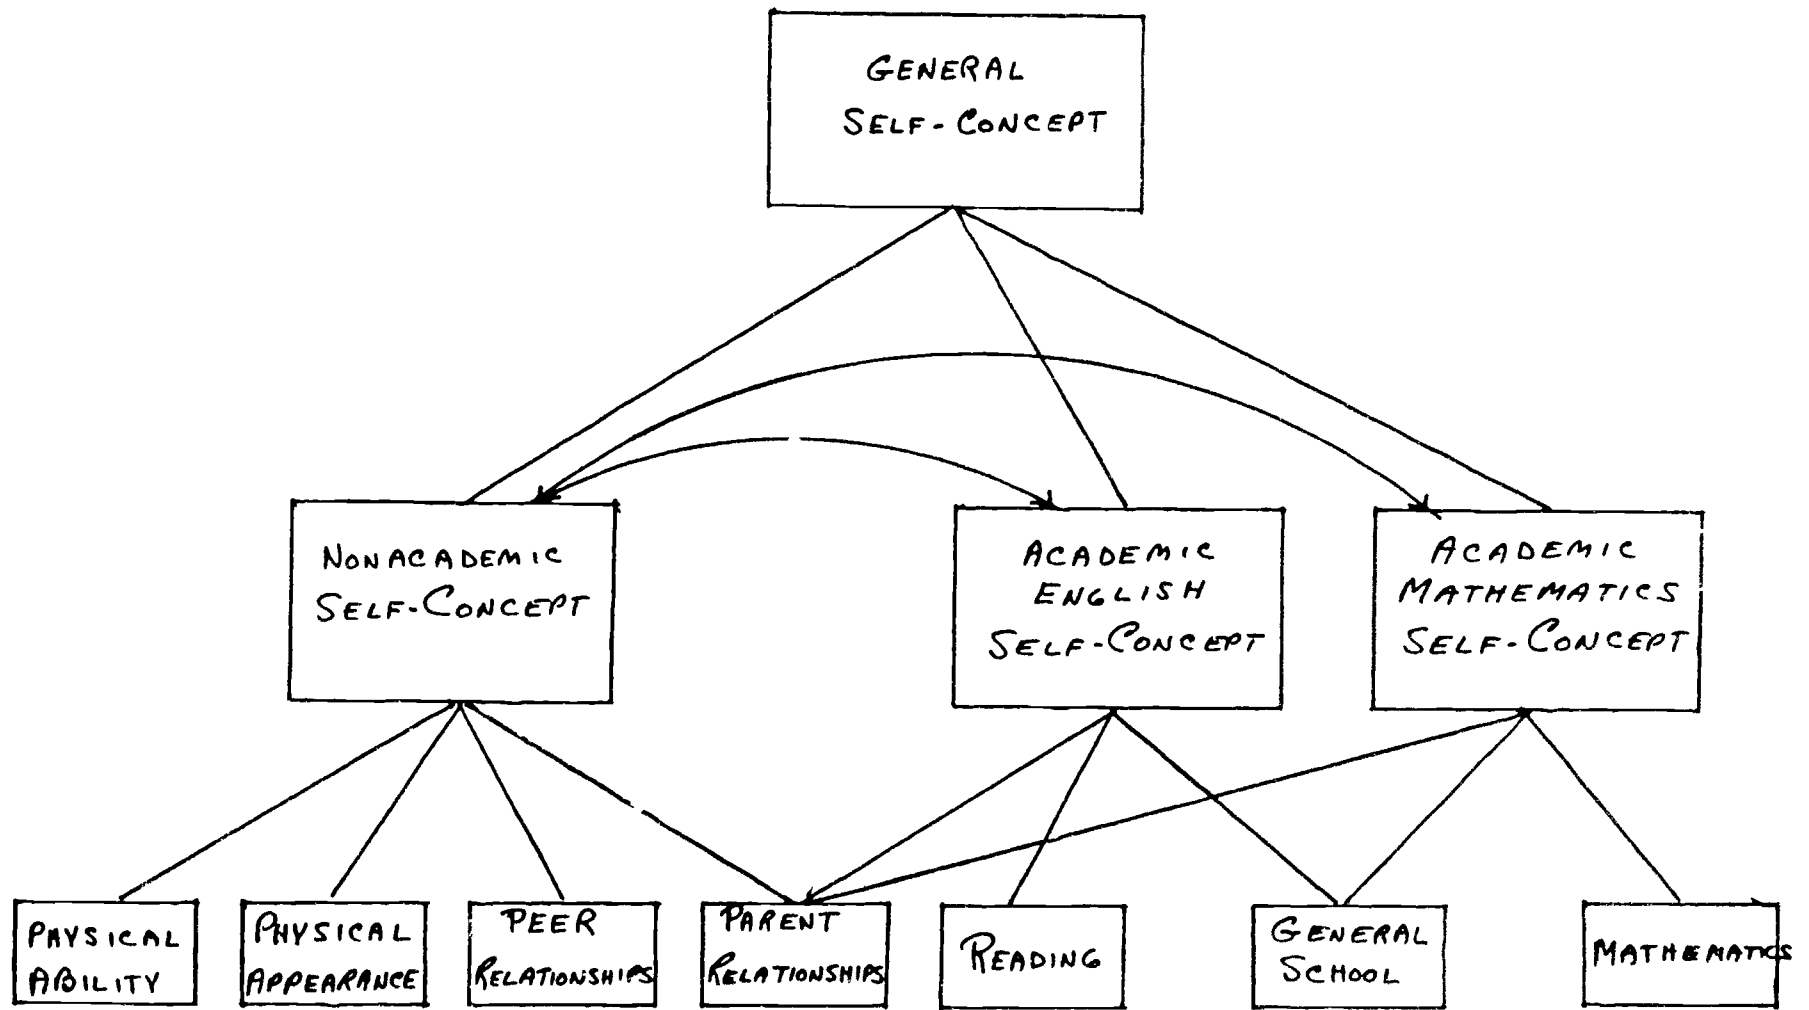 GENERAL
SELF-CONCEPT
NONACADEMIC
SELF-CONCEPT
ACADEMIC
ENGLISH
SELF-CONCEPT
ACADEMIC
MATHEMATICS
SELF-CONCEPT
PHYSICAL
ABILITY
PHYSICAL
APPEARANCE
PEER
RELATIONSHIPS
PARENT
RELATIONSHIPS
READING
GENERAL
SCHOOL
MATHEMATICS